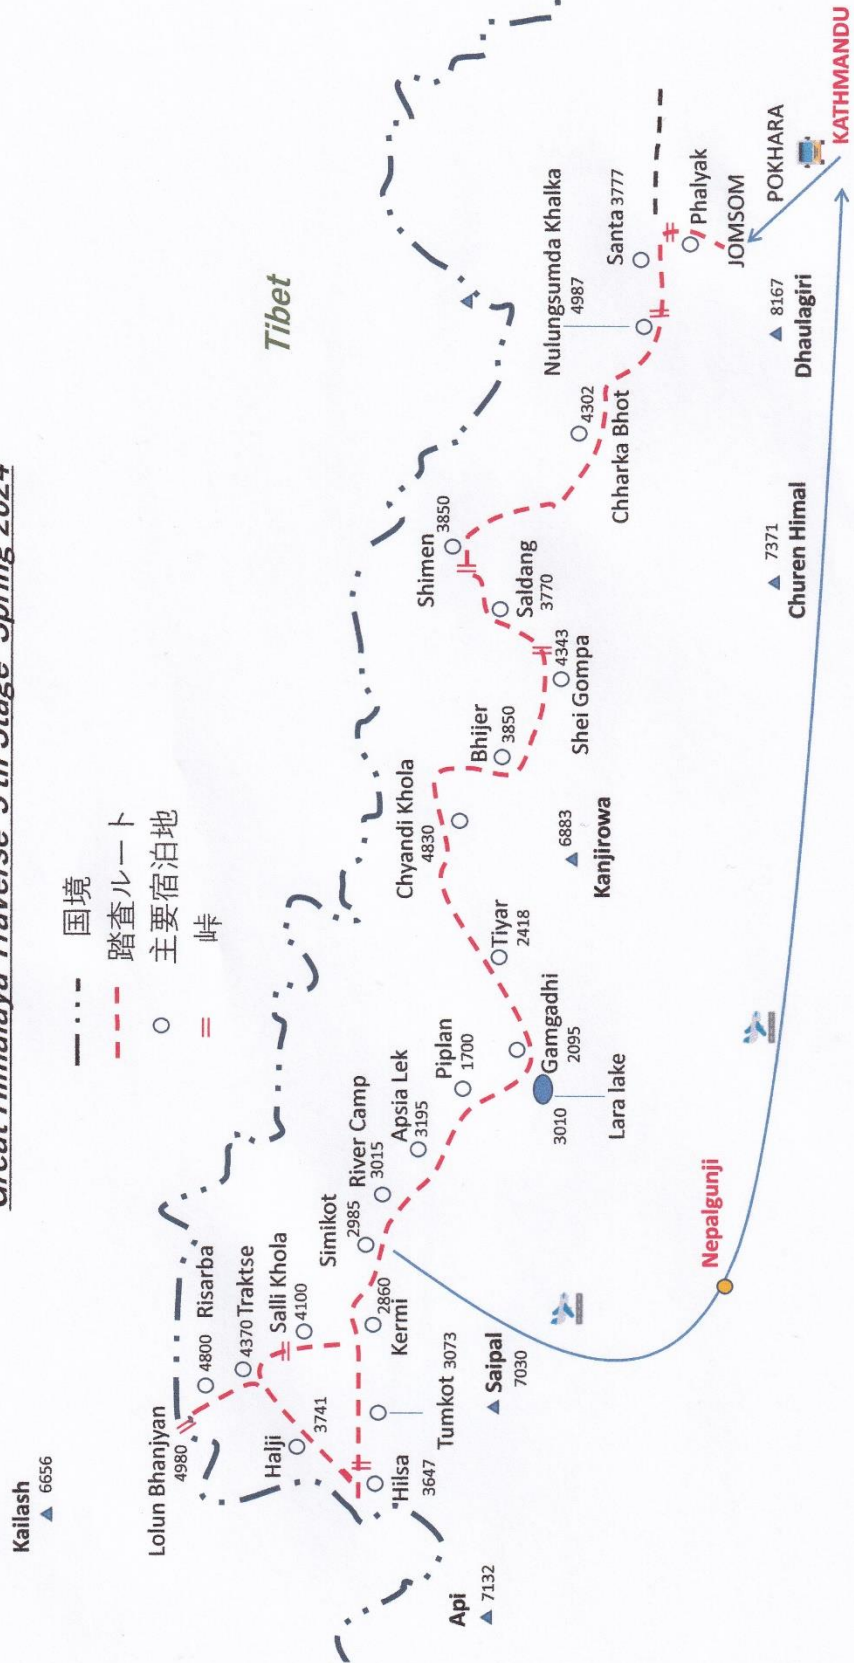 Great Himalaya Traverse 5'th Stage Spring 2024
国境
踏査ルート
主要宿泊地
峠
Kailash
6656
Tibet
Lolun Bhanjyan
4980
4800 Risarba
4370 Traktse
Salli Khola
4100
Halji
3741
Hilsa
3647
Tumkot 3073
2860
Kermi
Simikot
2985
River Camp
3015
Apsia Lek
3195
Piplan
1700
Gamgadhi
2095
3010
Lara lake
Tiyar
2418
Chyandi Khola
4830
Bhijer
3850
4343
Shei Gompa
Saldang
3770
Shimen 3850
4302
Chharka Bhot
Nulungsumda Khalka
4987
Santa 3777
Phalyak
JOMSOM
POKHARA
KATHMANDU
Api
7132
Saipal
7030
Kanjirowa
6883
7371
Churen Himal
8167
Dhaulagiri
Nepalgunji